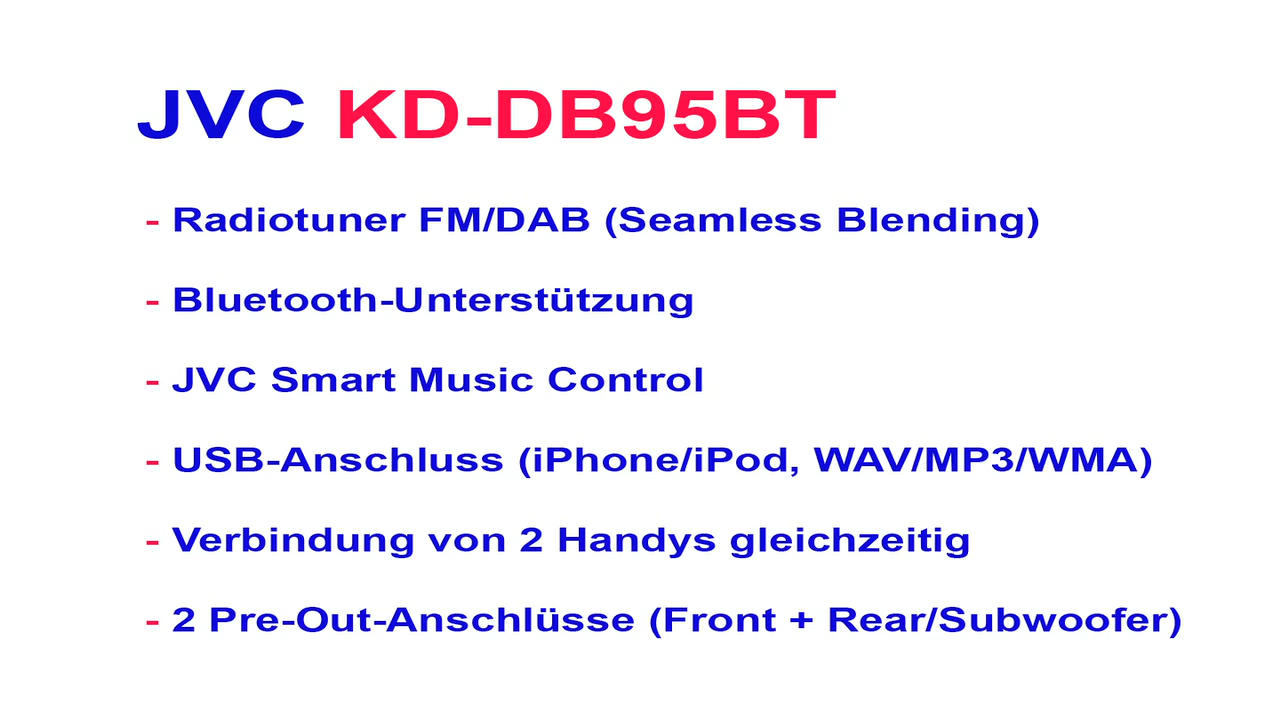 JVC KD-DB95BT
- Radiotuner FM/DAB (Seamless Blending)
- Bluetooth-Unterstützung
- JVC Smart Music Control
- USB-Anschluss (iPhone/iPod, WAV/MP3/WMA)
- Verbindung von 2 Handys gleichzeitig
- 2 Pre-Out-Anschlüsse (Front + Rear/Subwoofer)